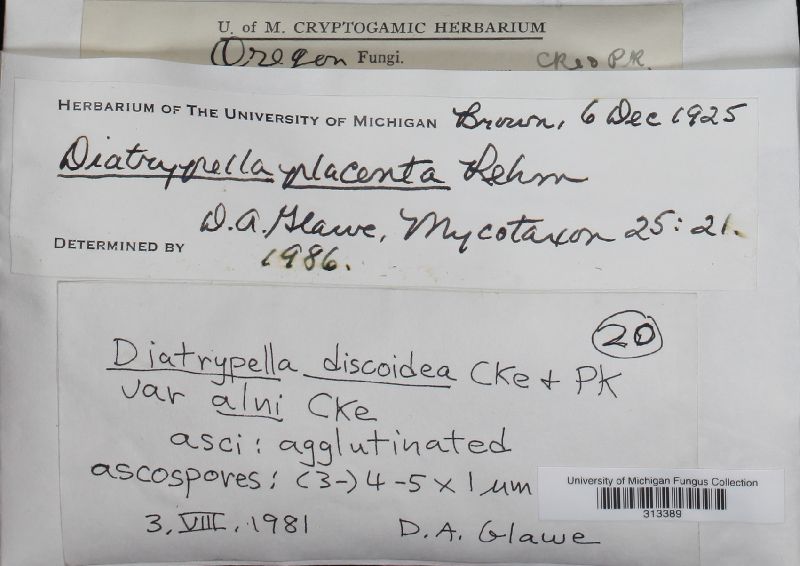 U. of M. CRYPTOGAMIC HERBARIUM
Oregon Fungi. CKe & PK.
HERBARIUM OF THE UNIVERSITY OF MICHIGAN Brown, 6 Dec 1925
Diatrypella placenta Rehm
D.A. Glawe, Mycotaxon 25: 21.
DETERMINED BY 1986.
20
Diatrypella discoidea CKe + PK
var alni CKe
asci: agglutinated
ascospores: (3-) 4-5 x 1 µm
University of Michigan Fungus Collection
313389
3. VIII. 1981 D. A. Glawe